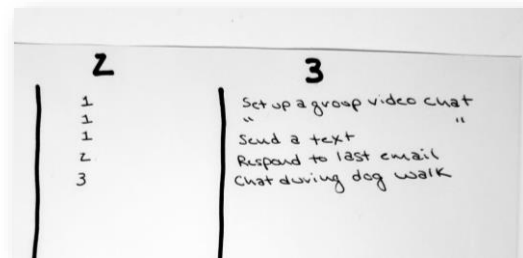 2 3
1 Set up a group video chat
1 " "
1 Send a text
2 Respond to last email
3 Chat during dog walk